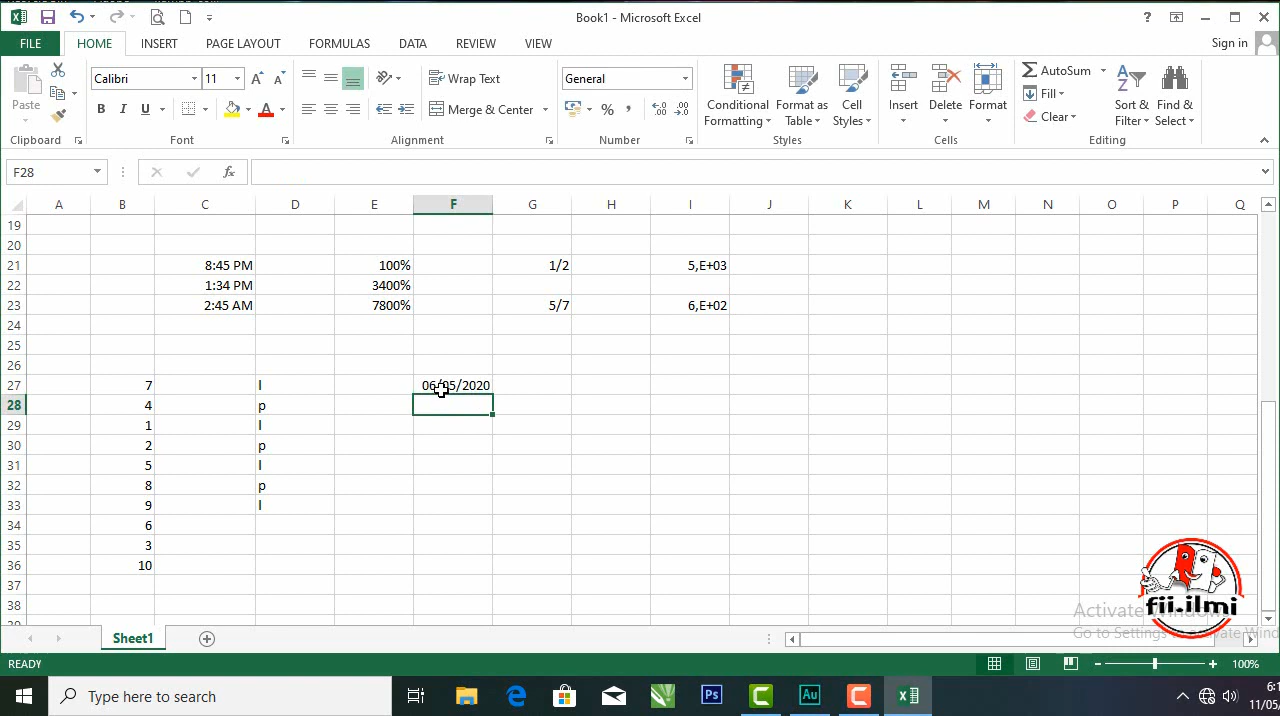 Book1 - Microsoft Excel
FILE HOME INSERT PAGE LAYOUT FORMULAS DATA REVIEW VIEW Sign in
Paste Calibri 11 Wrap Text General Conditional Formatting Format as Table Cell Styles Insert Delete Format AutoSum Sort & Filter Find & Select
B I U A Merge & Center % Fill
Clear
Clipboard Font Alignment Number Styles Cells Editing
F28 fx
A B C D E F G H I J K L M N O P Q
19
20
21 8:45 PM 100% 1/2 5,E+03
22 1:34 PM 3400%
23 2:45 AM 7800% 5/7 6,E+02
24
25
26
27 7 l 06/05/2020
28 4 p
29 1 l
30 2 p
31 5 l
32 8 p
33 9 l
34 6
35 3
36 10
37
38
fii.ilmi
Activate
Go to Settings
Sheet1
READY 100%
Type here to search